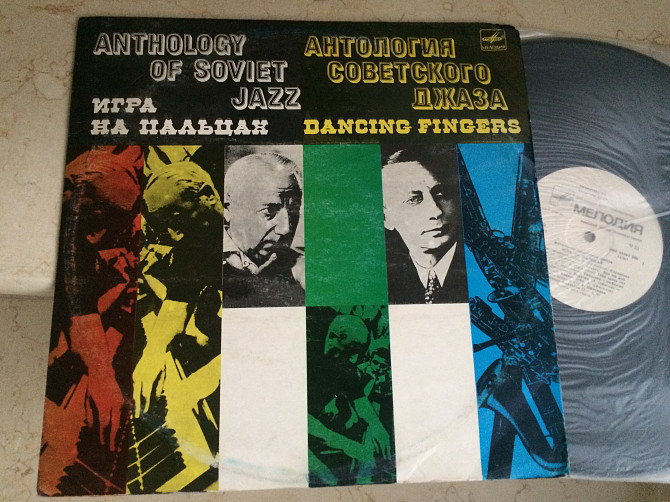 ANTHOLOGY
OF SOVIET
JAZZ
ИГРА
НА ПАЛЬЦАХ
АНТОЛОГИЯ
СОВЕТСКОГО
ДЖАЗА
DANCING FINGERS
МЕЛОДИЯ
МЕЛОДИЯ